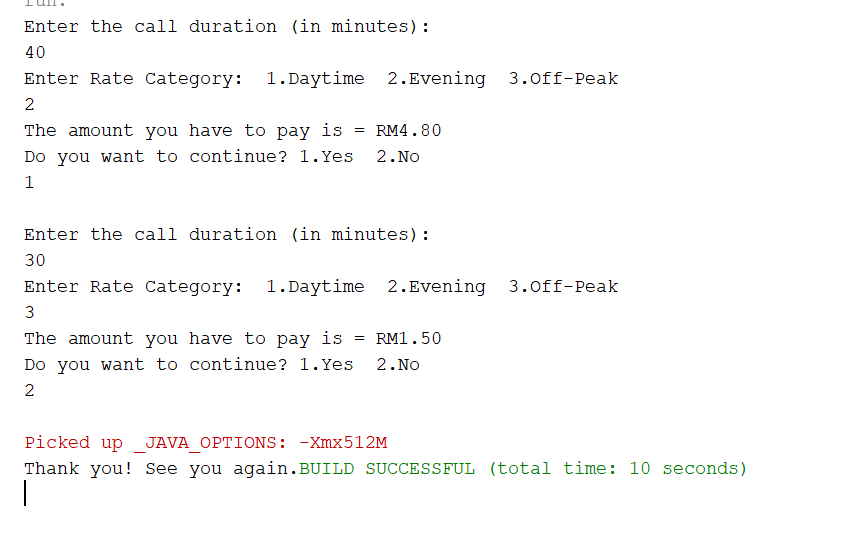 run:
Enter the call duration (in minutes):
40
Enter Rate Category:  1.Daytime  2.Evening  3.Off-Peak
2
The amount you have to pay is = RM4.80
Do you want to continue? 1.Yes  2.No
1
Enter the call duration (in minutes):
30
Enter Rate Category:  1.Daytime  2.Evening  3.Off-Peak
3
The amount you have to pay is = RM1.50
Do you want to continue? 1.Yes  2.No
2
Picked up _JAVA_OPTIONS: -Xmx512M
Thank you! See you again.BUILD SUCCESSFUL (total time: 10 seconds)